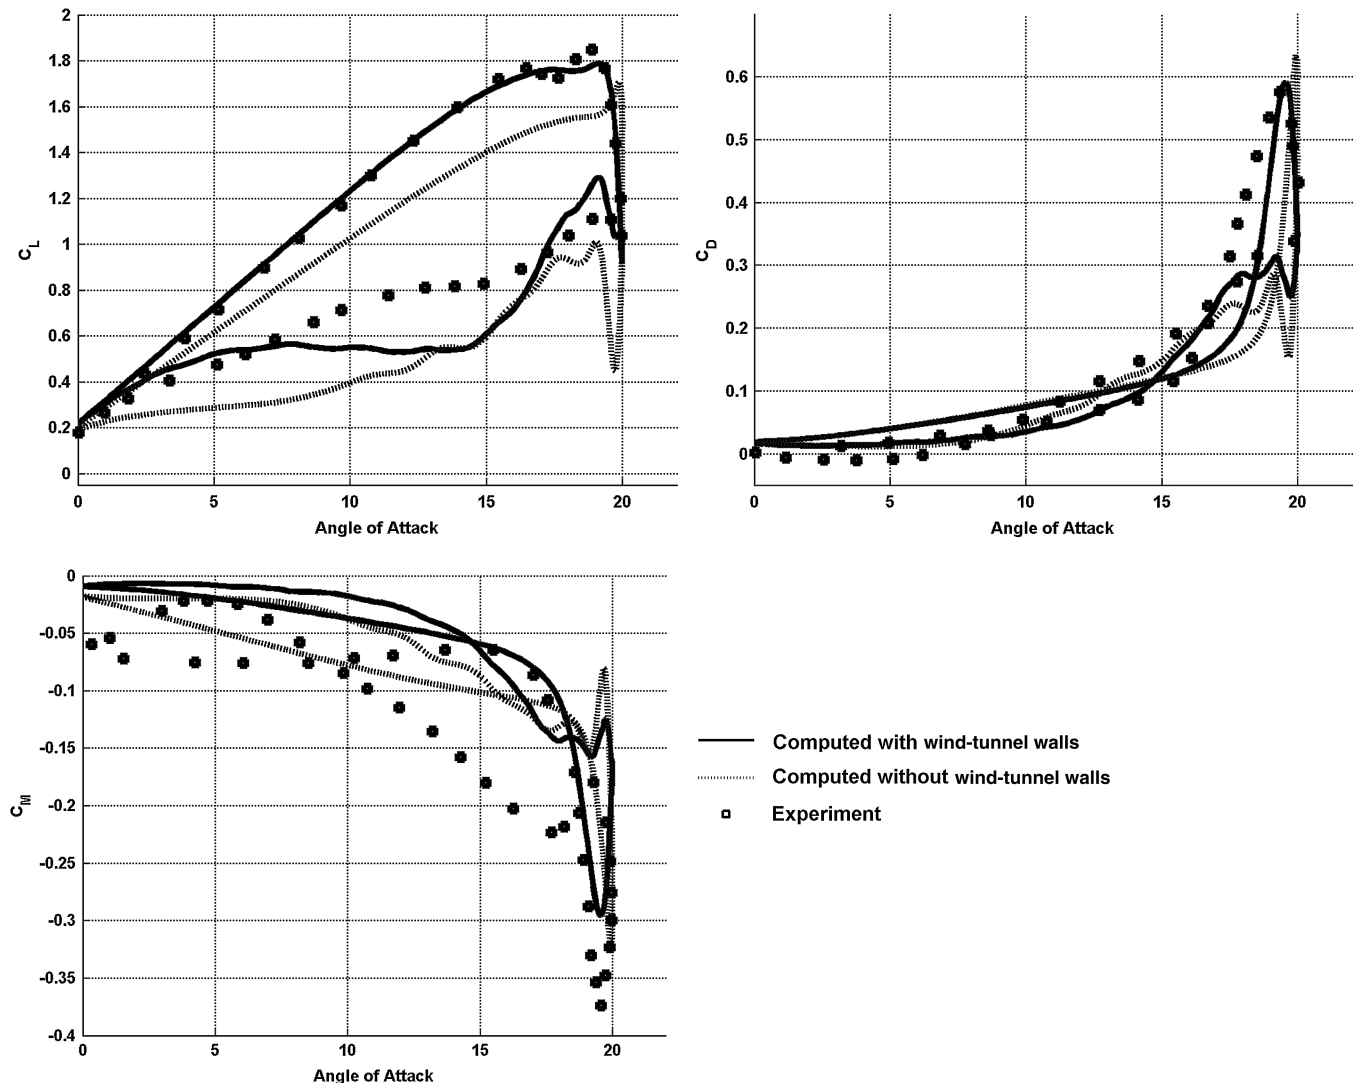 2
1.8
1.6
1.4
1.2
1
0.8
0.6
0.4
0.2
0
C_L
0 5 10 15 20
Angle of Attack
0.6
0.5
0.4
0.3
0.2
0.1
0
C_D
0 5 10 15 20
Angle of Attack
0
-0.05
-0.1
-0.15
-0.2
-0.25
-0.3
-0.35
-0.4
C_M
0 5 10 15 20
Angle of Attack
Computed with wind-tunnel walls
Computed without wind-tunnel walls
Experiment